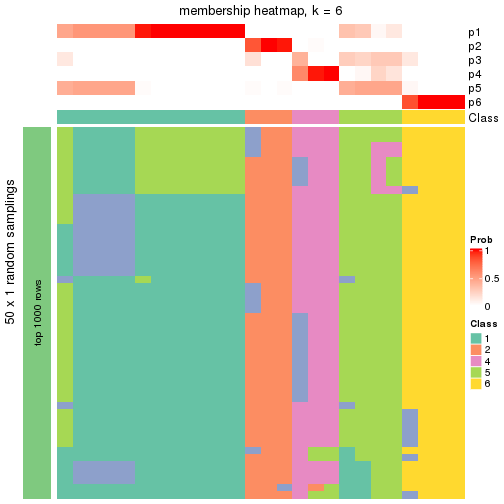 membership heatmap, k = 6
p1
p2
p3
p4
p5
p6
Class
50 x 1 random samplings
top 1000 rows
Prob
1
0.5
0
Class
1
2
4
5
6